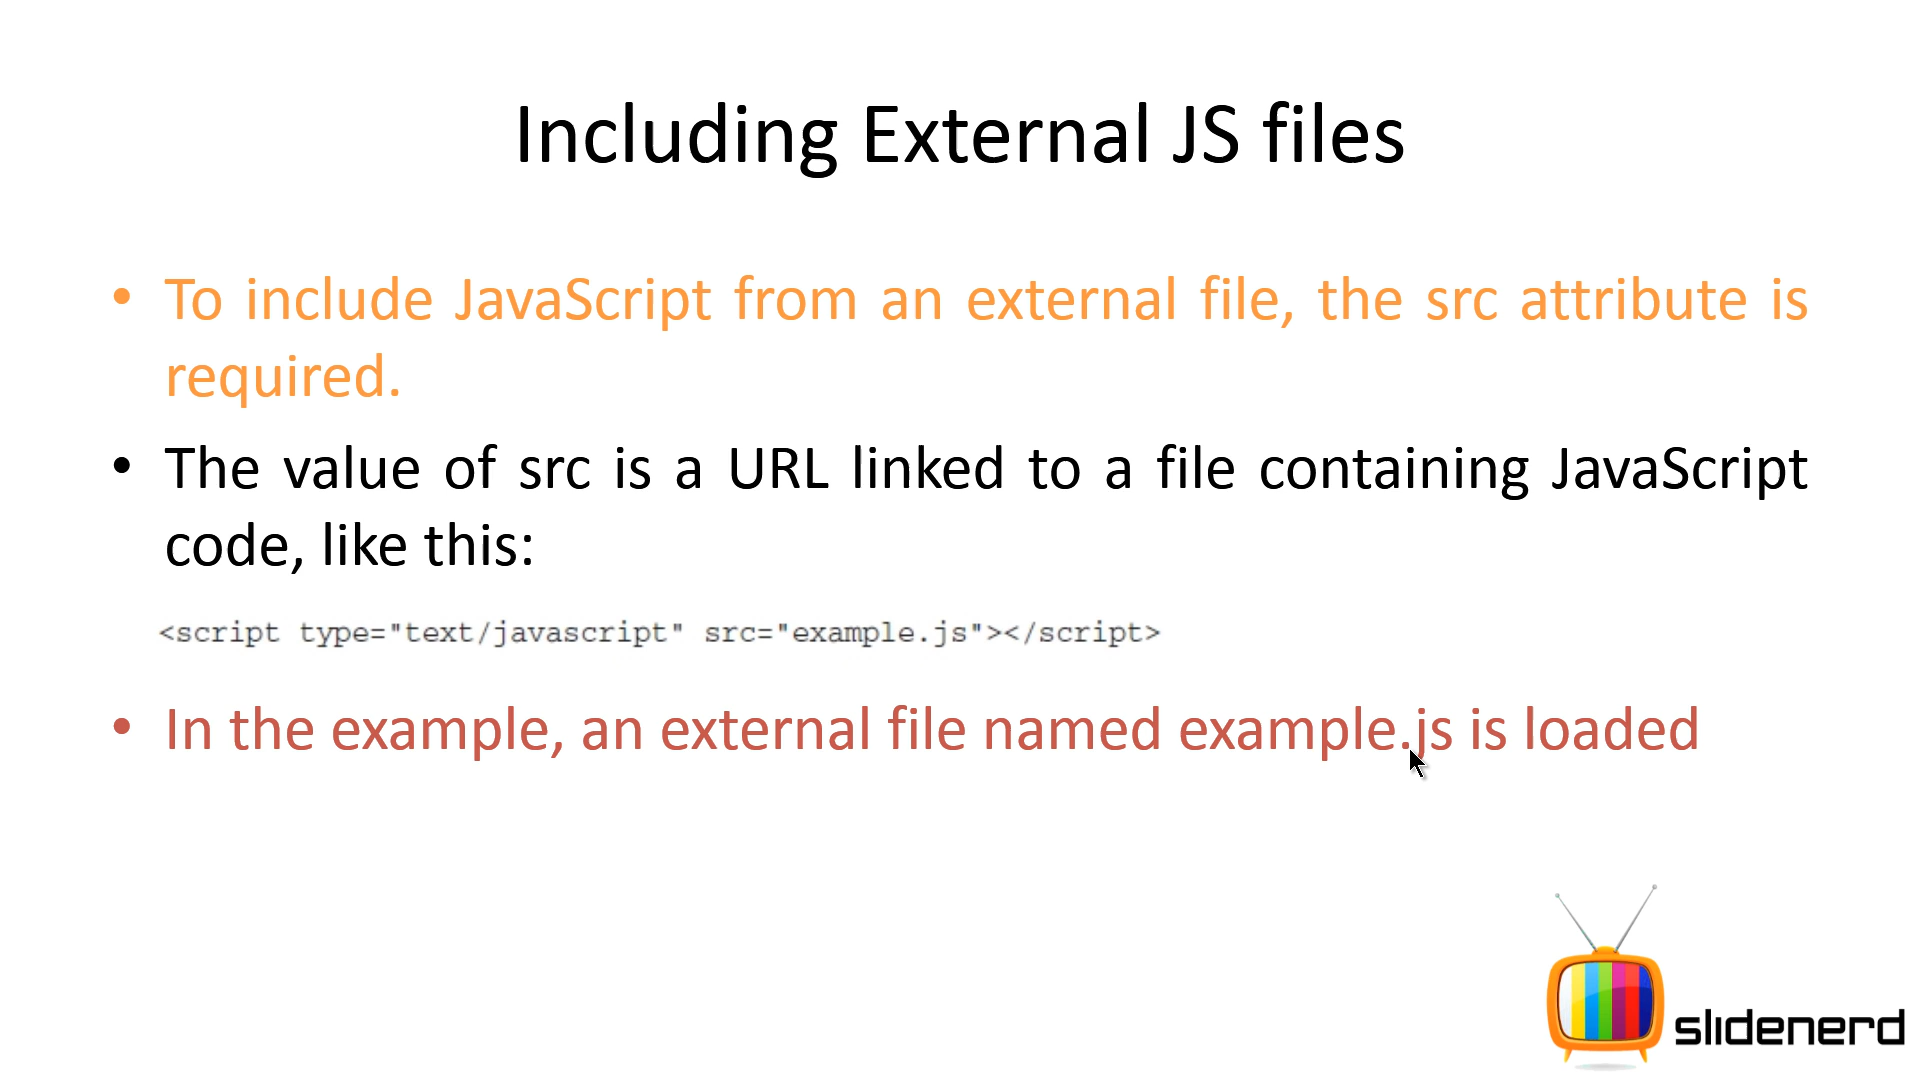 Including External JS files
• To include JavaScript from an external file, the src attribute is
required.
• The value of src is a URL linked to a file containing JavaScript
code, like this:
<script type="text/javascript" src="example.js"></script>
• In the example, an external file named example.js is loaded
slidenerd